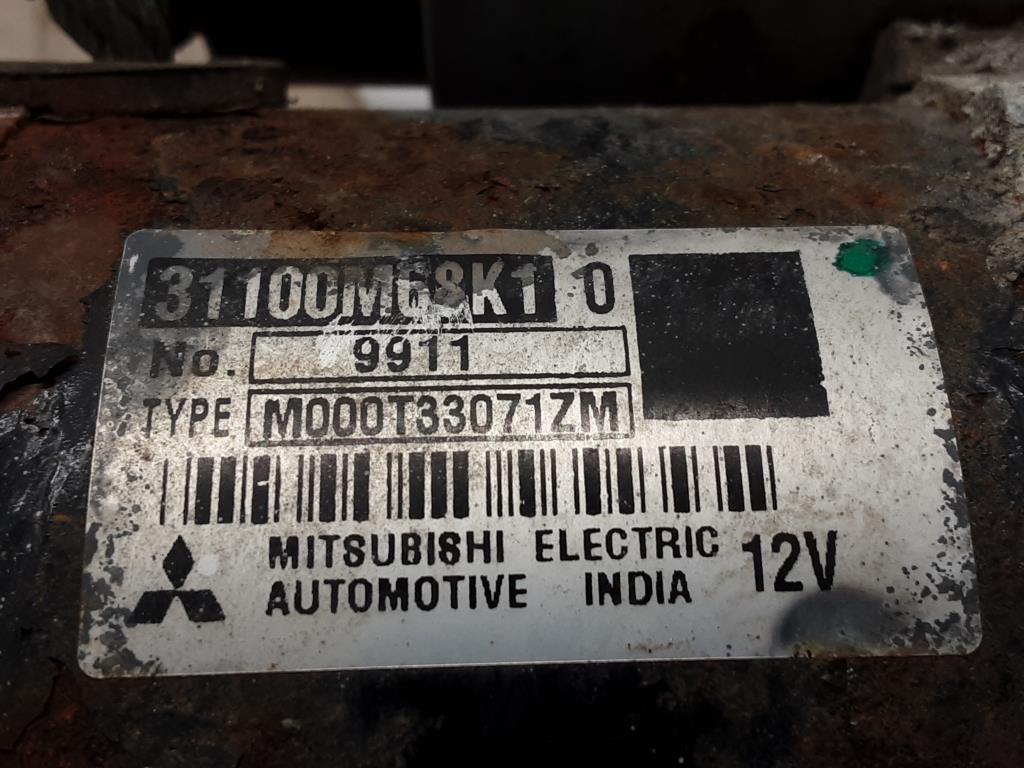 31100M68K1 0
No. 9911
TYPE M000T33071ZM
MITSUBISHI ELECTRIC
AUTOMOTIVE INDIA 12V